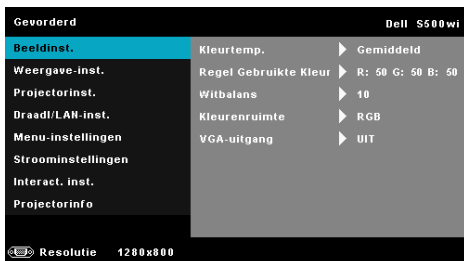 Gevorderd Dell S500wi
Beeldinst. Kleurtemp. Gemiddeld
Weergave-inst. Regel Gebruikte Kleur R: 50 G: 50 B: 50
Projectorinst. Witbalans 10
Draadl/LAN-inst. Kleurenruimte RGB
Menu-instellingen VGA-uitgang UIT
Stroominstellingen
Interact. inst.
Projectorinfo
Resolutie 1280x800